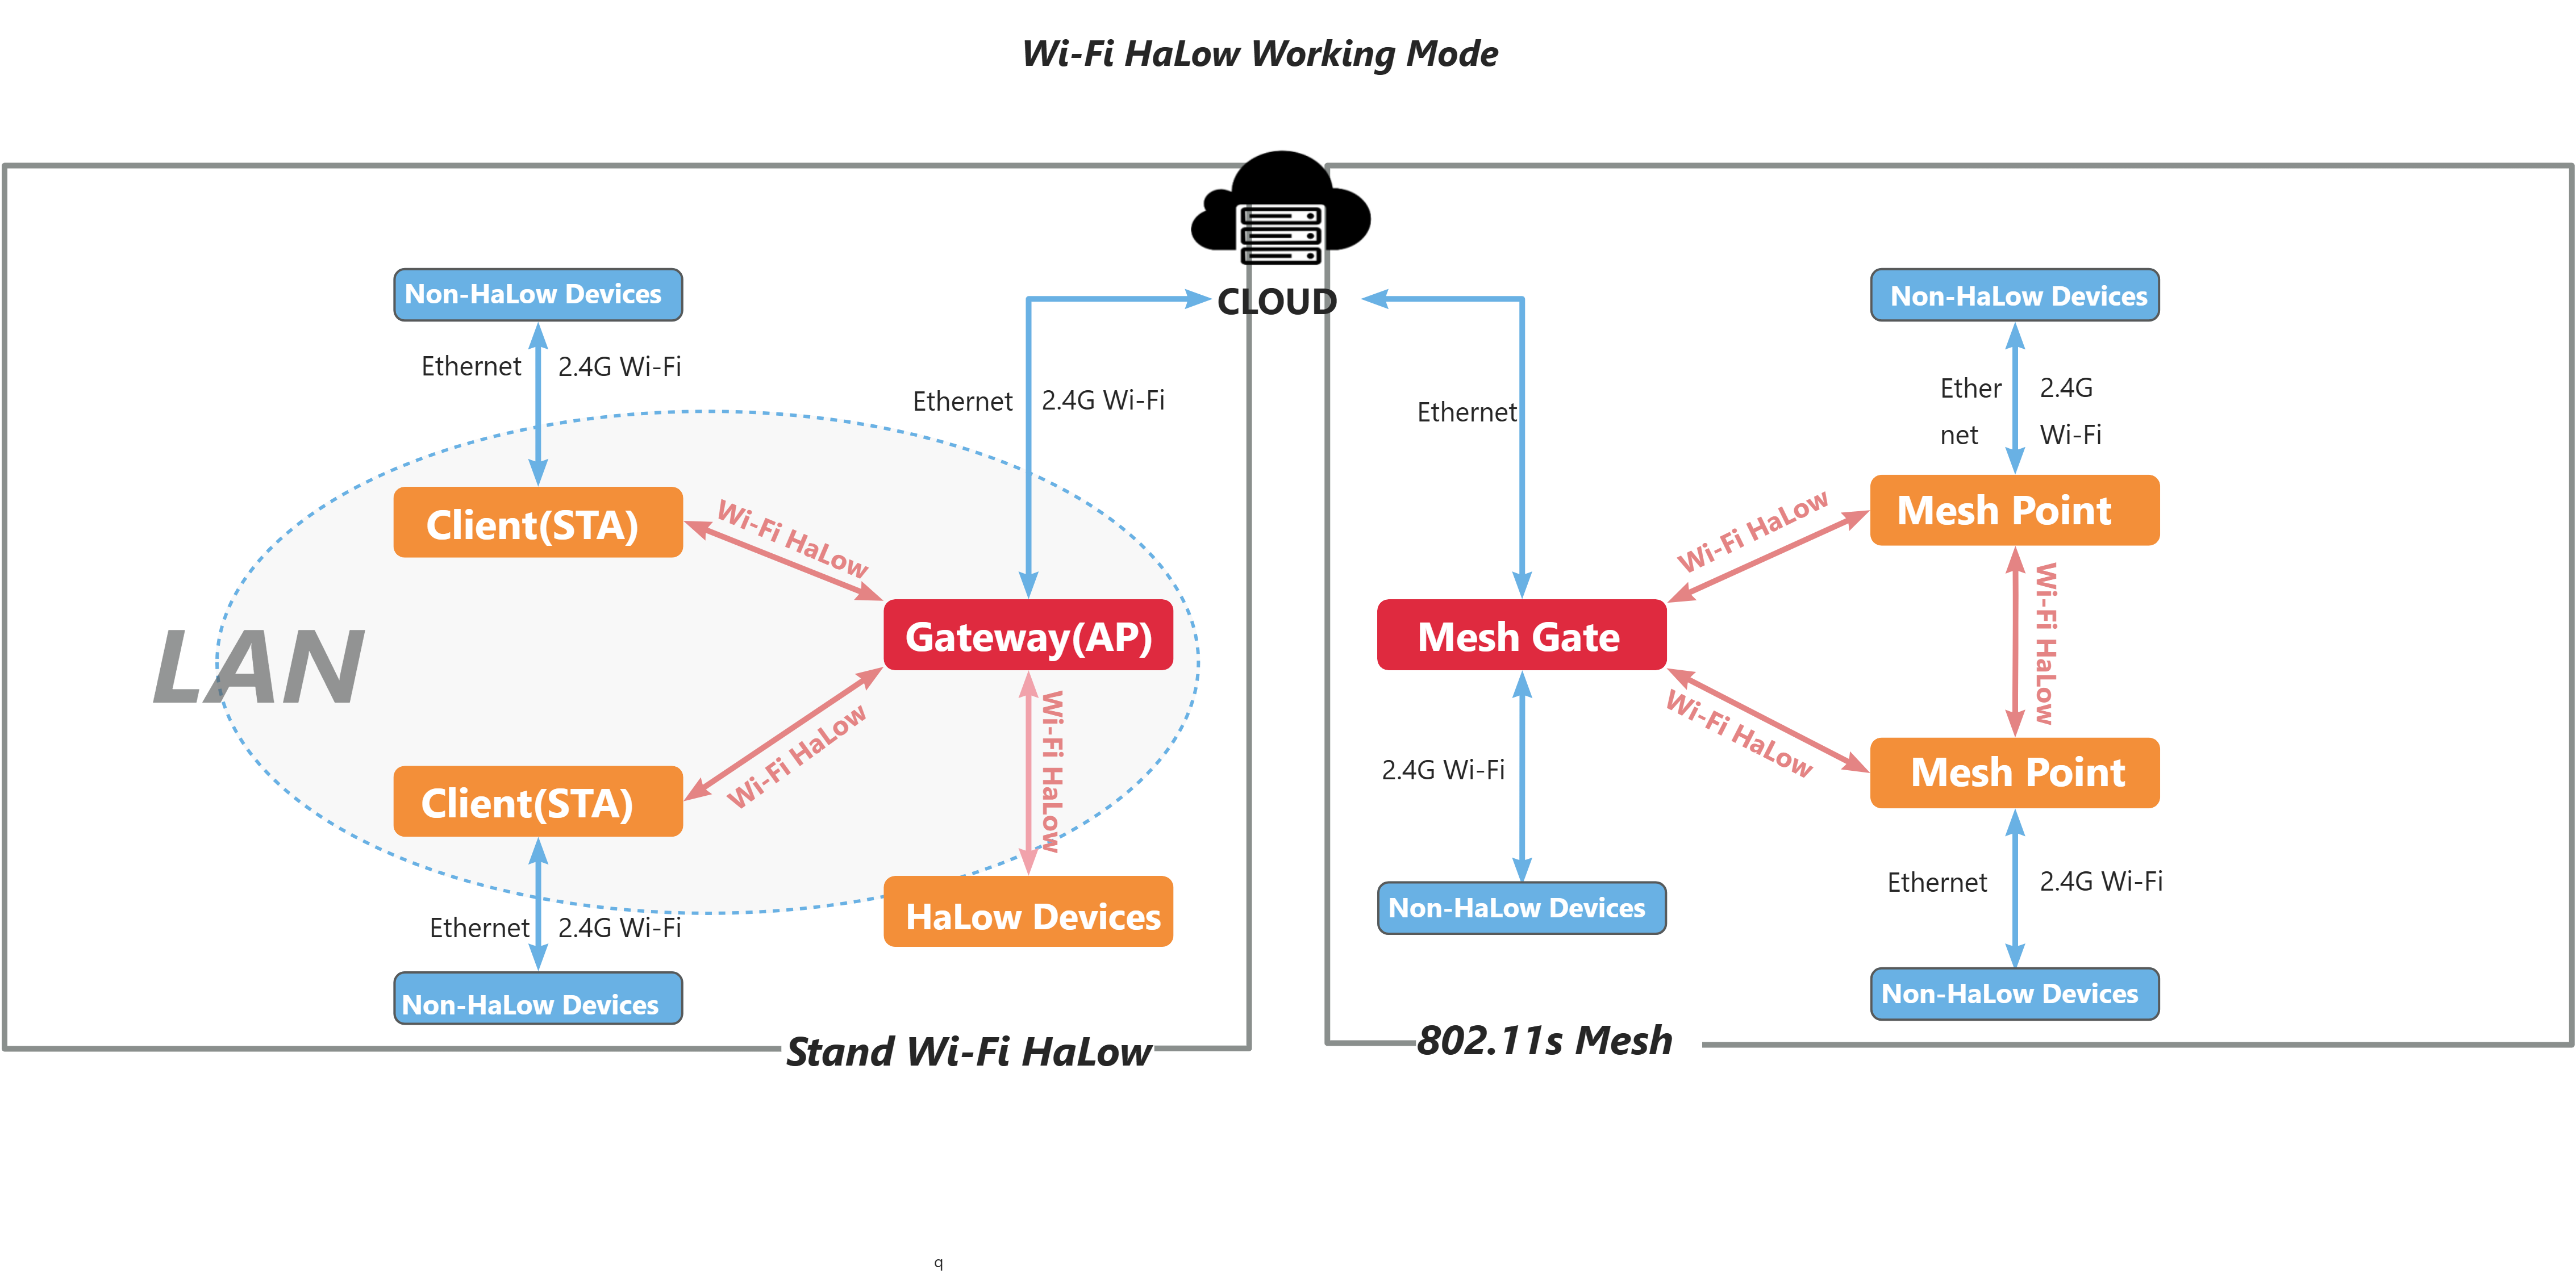 Wi-Fi HaLow Working Mode
CLOUD
Non-HaLow Devices
Ethernet
2.4G Wi-Fi
Ethernet
2.4G Wi-Fi
Client(STA)
Wi-Fi HaLow
Gateway(AP)
LAN
Wi-Fi HaLow
Wi-Fi HaLow
Client(STA)
HaLow Devices
Ethernet
2.4G Wi-Fi
Non-HaLow Devices
Stand Wi-Fi HaLow
Non-HaLow Devices
Ethernet
Ether
net
2.4G
Wi-Fi
Mesh Point
Wi-Fi HaLow
Mesh Gate
Wi-Fi HaLow
Wi-Fi HaLow
2.4G Wi-Fi
Mesh Point
Non-HaLow Devices
Ethernet
2.4G Wi-Fi
Non-HaLow Devices
802.11s Mesh
q